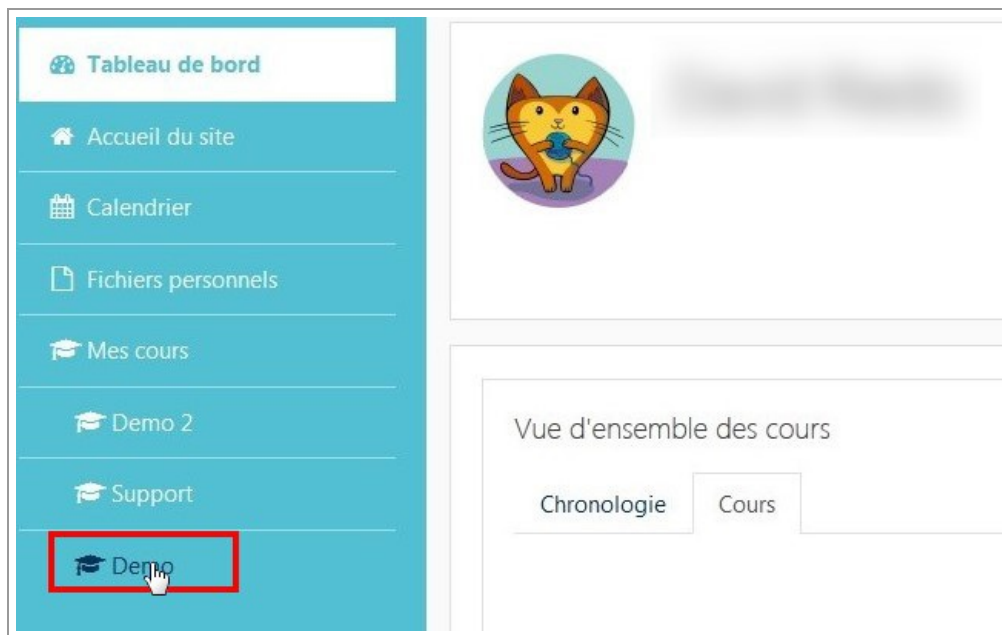 Tableau de bord
Accueil du site
Calendrier
Fichiers personnels
Mes cours
Demo 2
Support
Demo
Vue d'ensemble des cours
Chronologie Cours